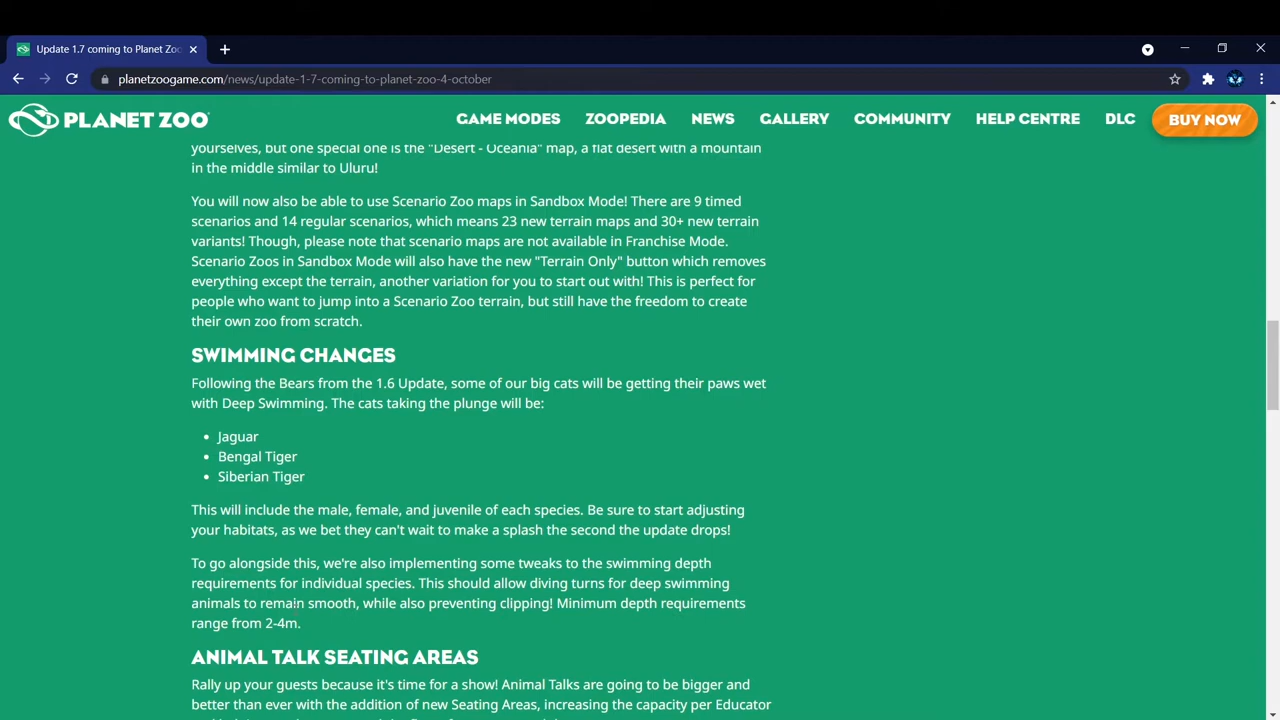 Update 1.7 coming to Planet Zoo
planetzoogame.com/news/update-1-7-coming-to-planet-zoo-4-october
PLANET ZOO
GAME MODES
ZOOPEDIA
NEWS
GALLERY
COMMUNITY
HELP CENTRE
DLC
BUY NOW
yourselves, but one special one is the "Desert - Oceania" map, a flat desert with a mountain
in the middle similar to Uluru!
You will now also be able to use Scenario Zoo maps in Sandbox Mode! There are 9 timed
scenarios and 14 regular scenarios, which means 23 new terrain maps and 30+ new terrain
variants! Though, please note that scenario maps are not available in Franchise Mode.
Scenario Zoos in Sandbox Mode will also have the new "Terrain Only" button which removes
everything except the terrain, another variation for you to start out with! This is perfect for
people who want to jump into a Scenario Zoo terrain, but still have the freedom to create
their own zoo from scratch.
SWIMMING CHANGES
Following the Bears from the 1.6 Update, some of our big cats will be getting their paws wet
with Deep Swimming. The cats taking the plunge will be:
• Jaguar
• Bengal Tiger
• Siberian Tiger
This will include the male, female, and juvenile of each species. Be sure to start adjusting
your habitats, as we bet they can't wait to make a splash the second the update drops!
To go alongside this, we're also implementing some tweaks to the swimming depth
requirements for individual species. This should allow diving turns for deep swimming
animals to remain smooth, while also preventing clipping! Minimum depth requirements
range from 2-4m.
ANIMAL TALK SEATING AREAS
Rally up your guests because it's time for a show! Animal Talks are going to be bigger and
better than ever with the addition of new Seating Areas, increasing the capacity per Educator